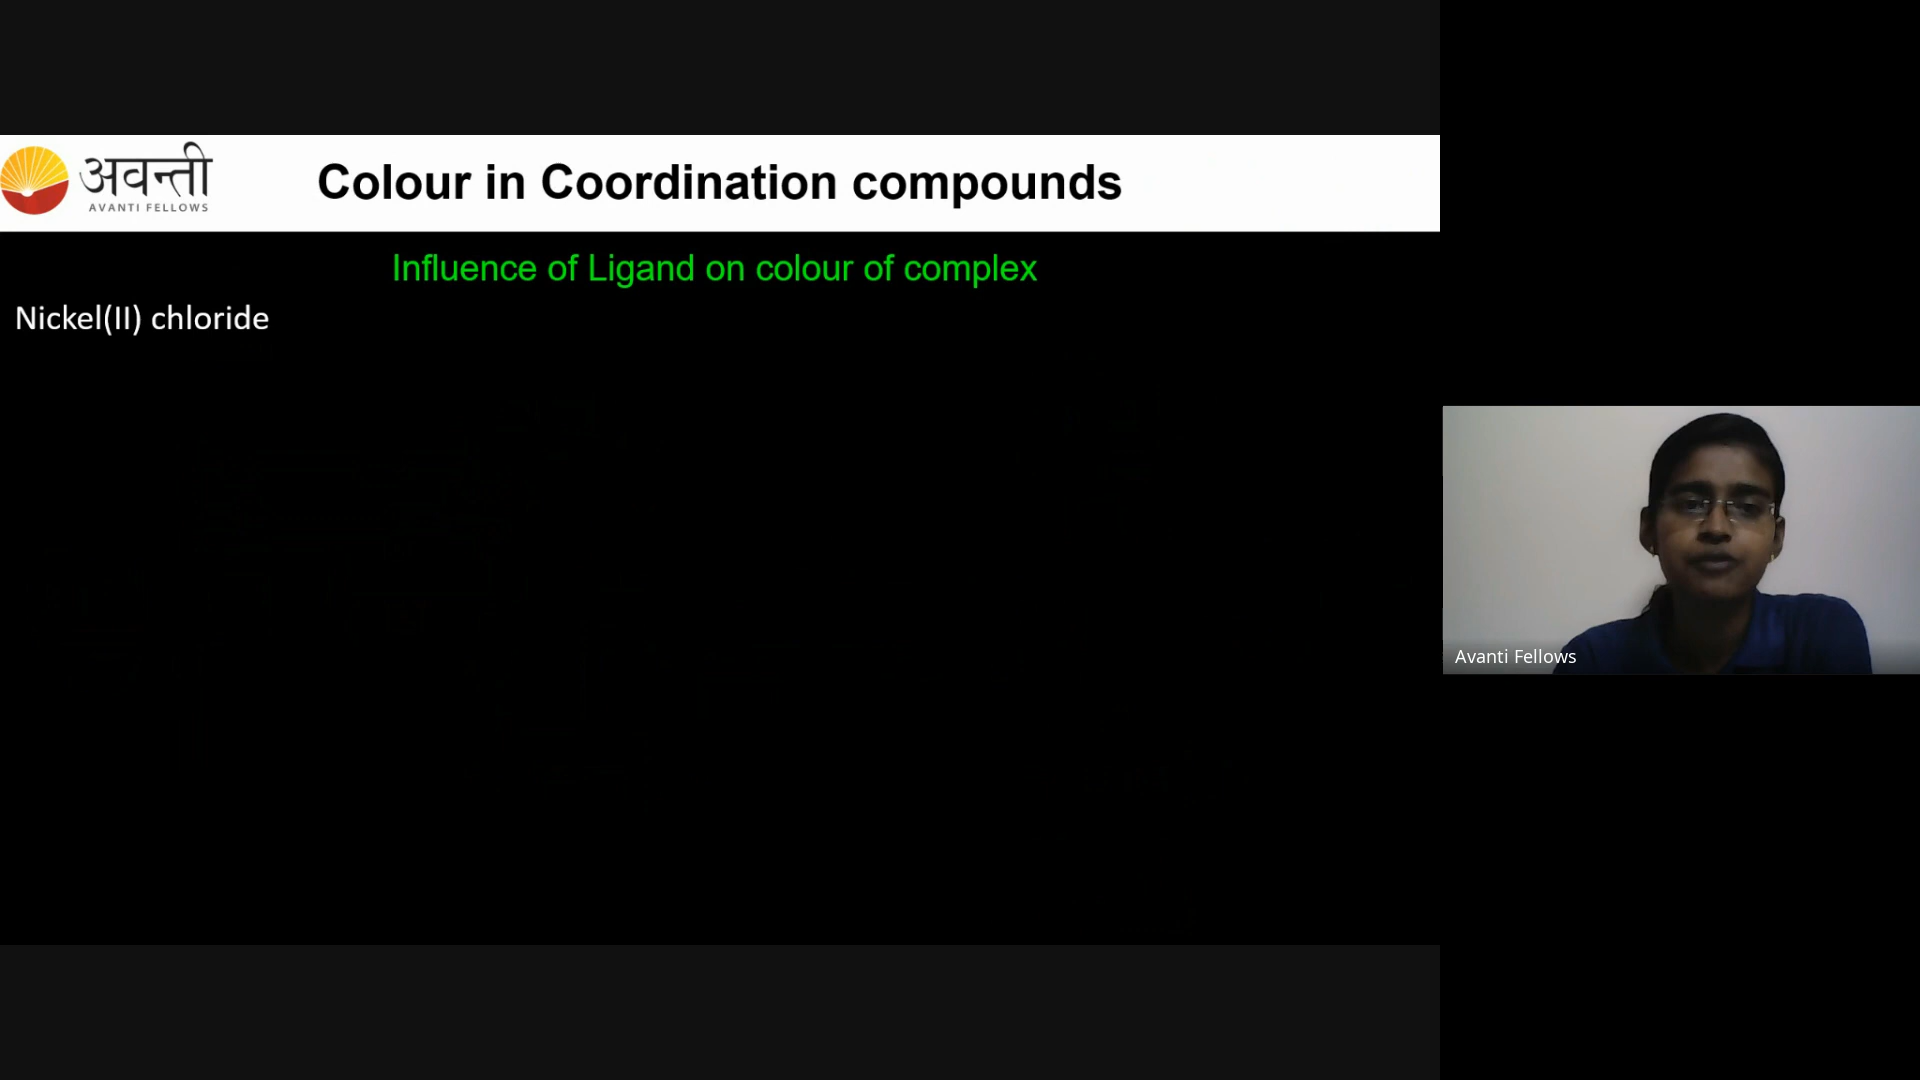 अवन्ती
AVANTI FELLOWS
Colour in Coordination compounds
Influence of Ligand on colour of complex
Nickel(II) chloride
Avanti Fellows